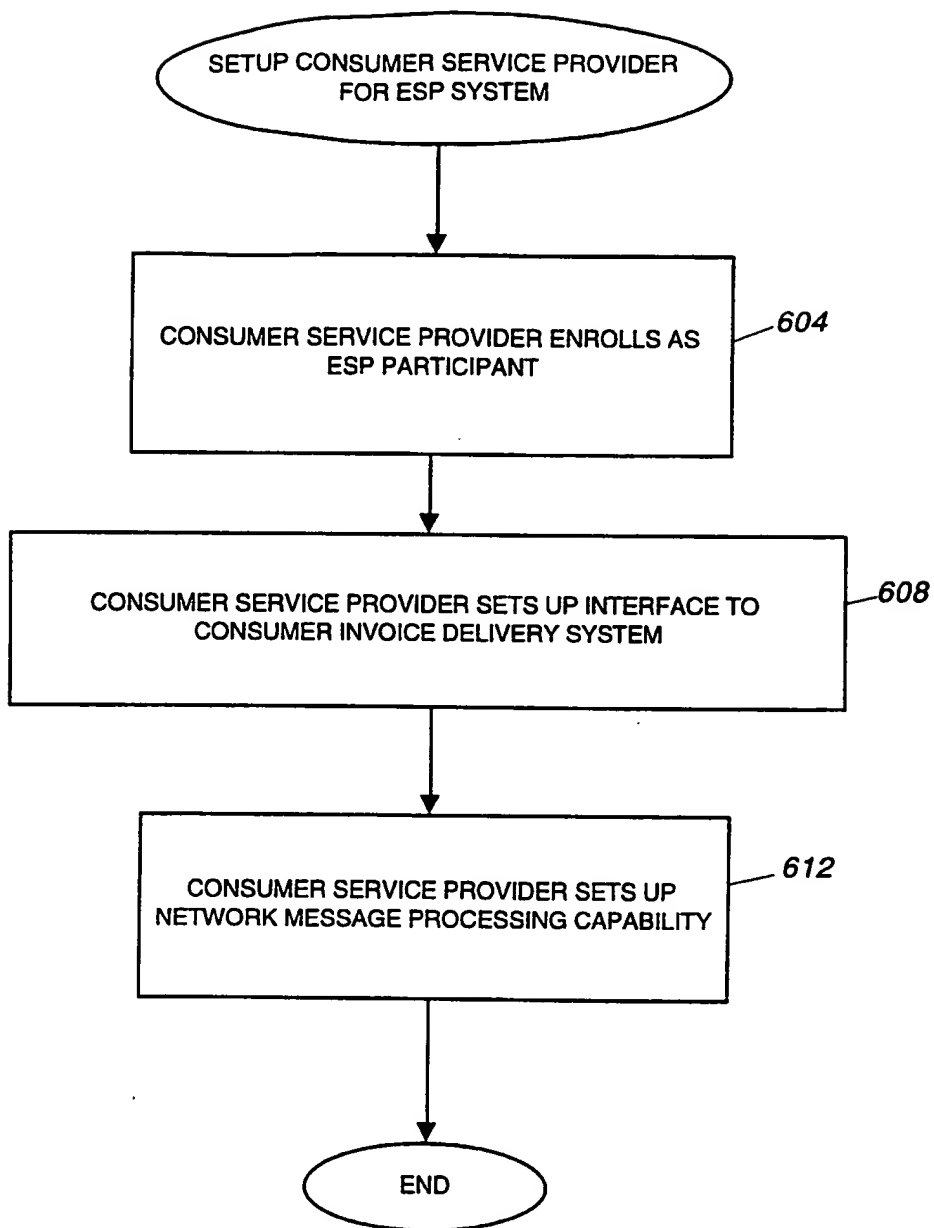 SETUP CONSUMER SERVICE PROVIDER
FOR ESP SYSTEM
CONSUMER SERVICE PROVIDER ENROLLS AS
ESP PARTICIPANT
604
CONSUMER SERVICE PROVIDER SETS UP INTERFACE TO
CONSUMER INVOICE DELIVERY SYSTEM
608
CONSUMER SERVICE PROVIDER SETS UP
NETWORK MESSAGE PROCESSING CAPABILITY
612
END